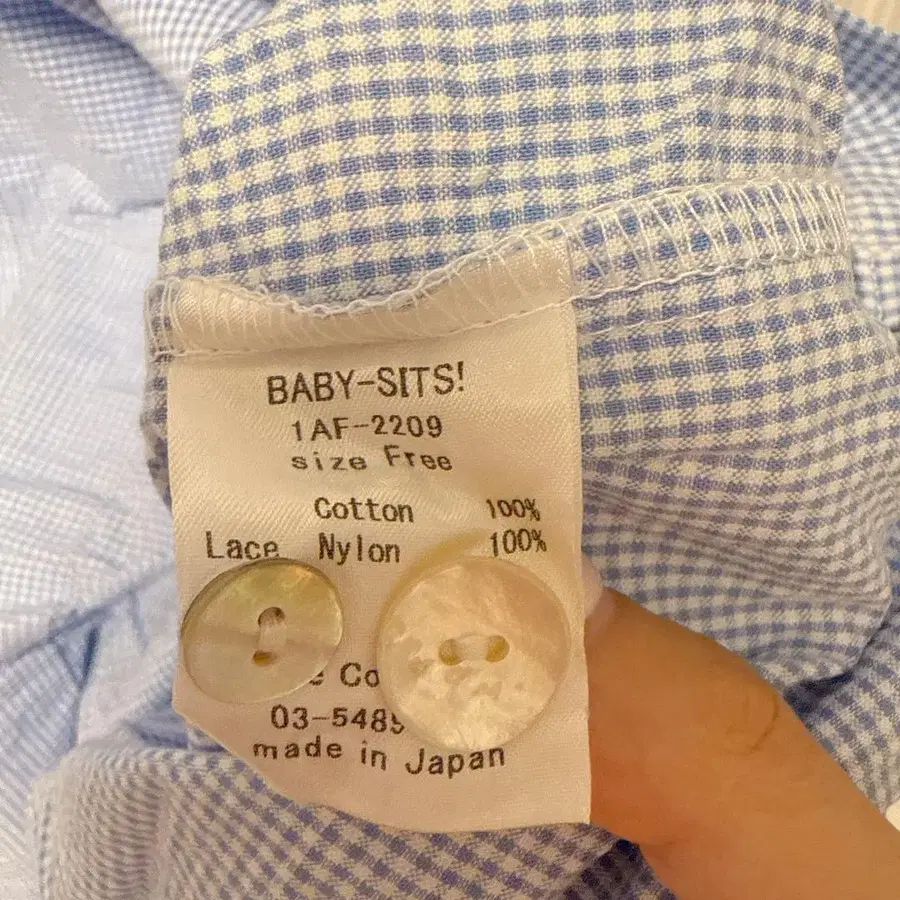 BABY-SITS!
1AF-2209
size Free
Cotton 100%
Lace Nylon 100%
Co
03-5489
made in Japan